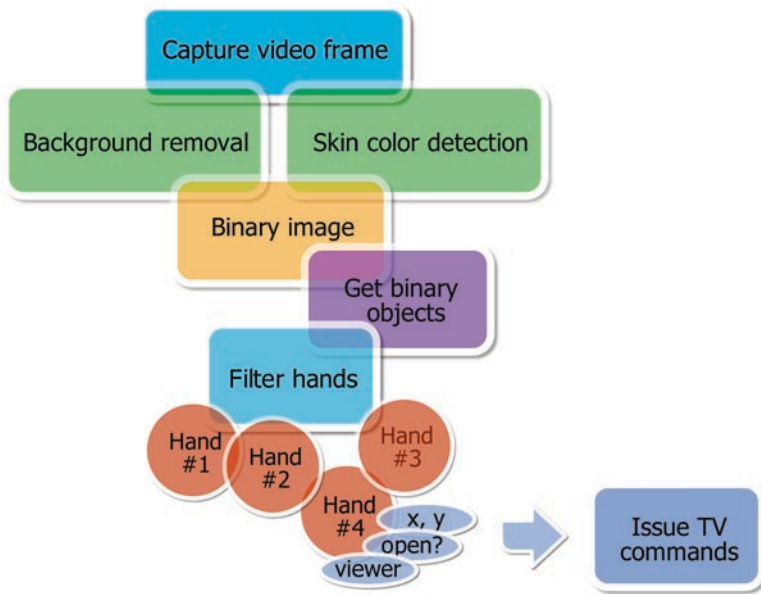 Capture video frame
Background removal
Skin color detection
Binary image
Get binary
objects
Filter hands
Hand
#1
Hand
#2
Hand
#3
Hand
#4
x, y
open?
viewer
Issue TV
commands